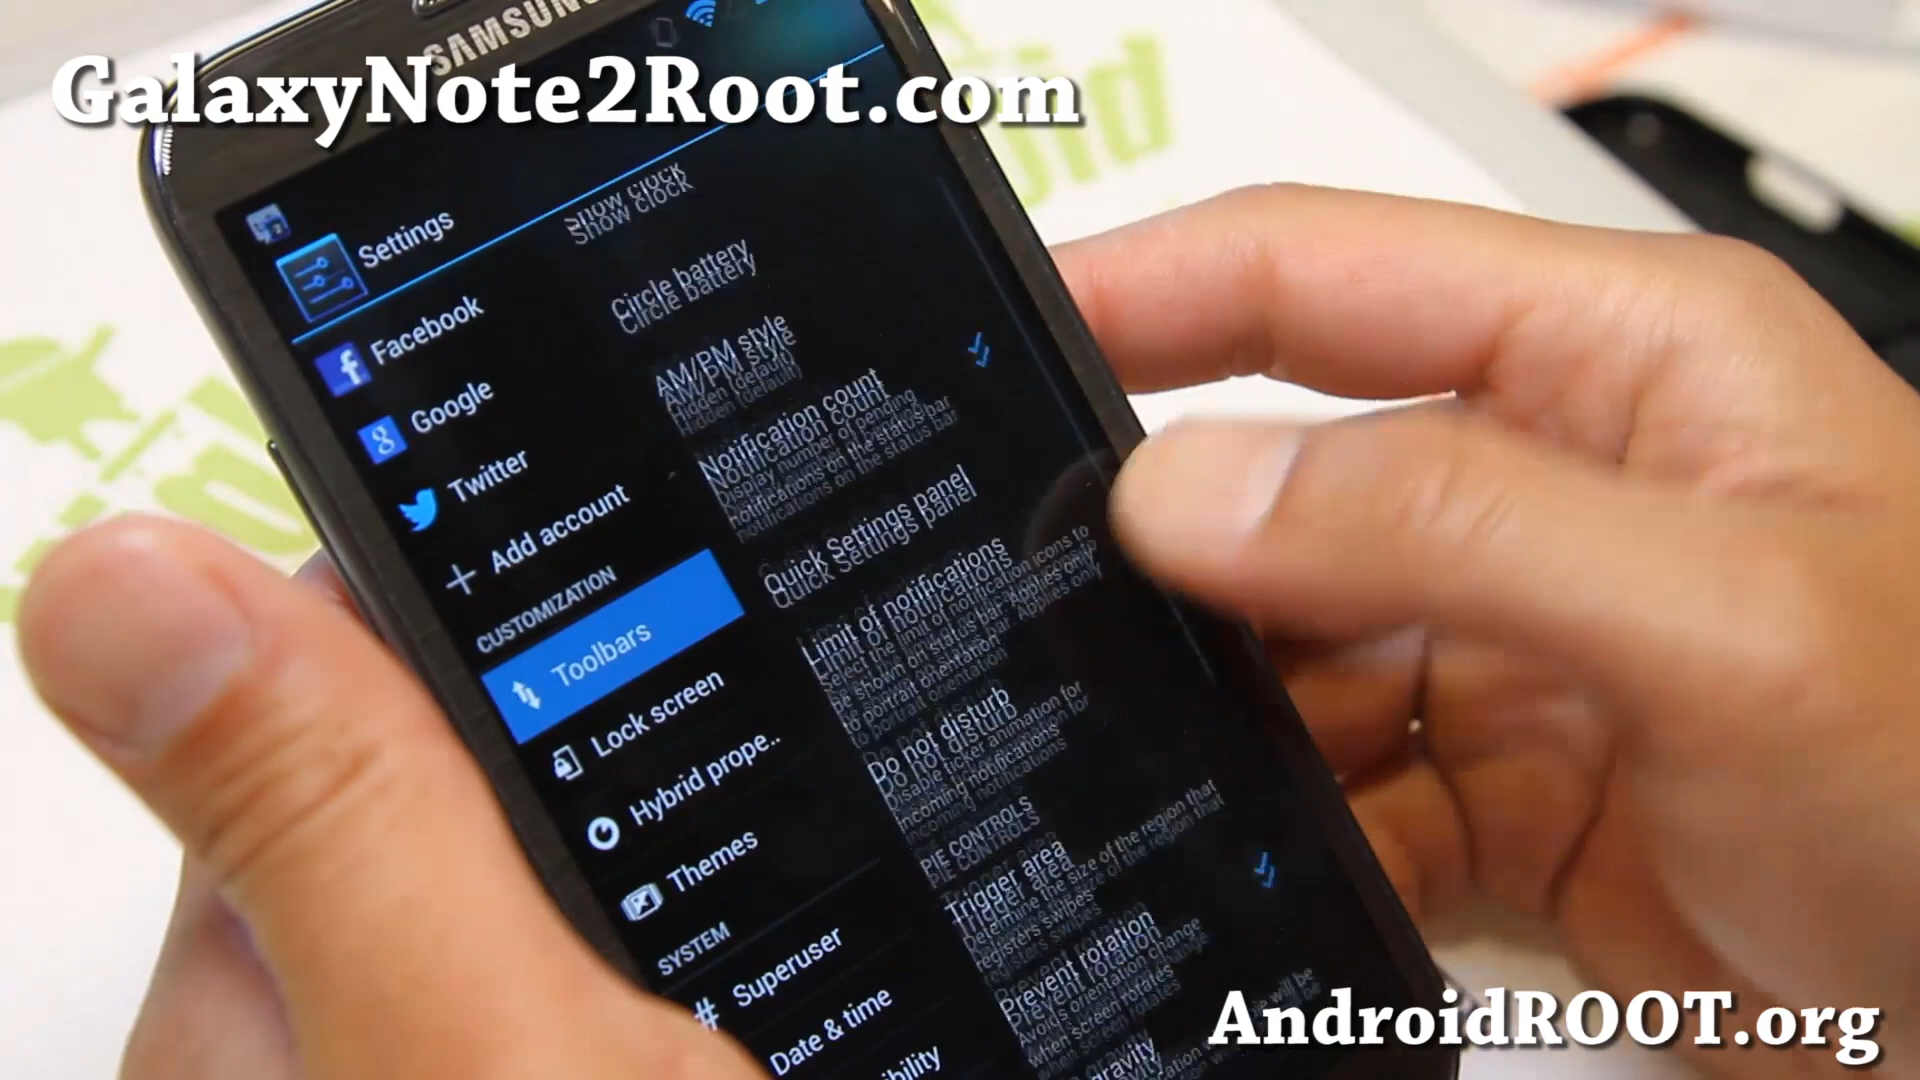 SAMSUNG
GalaxyNote2Root.com
Settings
Facebook
Google
Twitter
Add account
CUSTOMIZATION
Toolbars
Lock screen
Hybrid prope..
Themes
SYSTEM
Superuser
Date & time
Show clock
Circle battery
AM/PM style
Hidden (default)
Notification count
Display number of pending
notifications on the status bar
Quick Settings panel
Limit of notifications
Select the limit of notification icons to
be shown on status bar. Applies only
to portrait orientation
Do not disturb
Disable ticker animation for
incoming notifications
PIE CONTROLS
Trigger area
Determine the size of the region that
registers swipes
Prevent rotation
Avoids orientation change
when screen rotates
gravity
will be
AndroidROOT.org